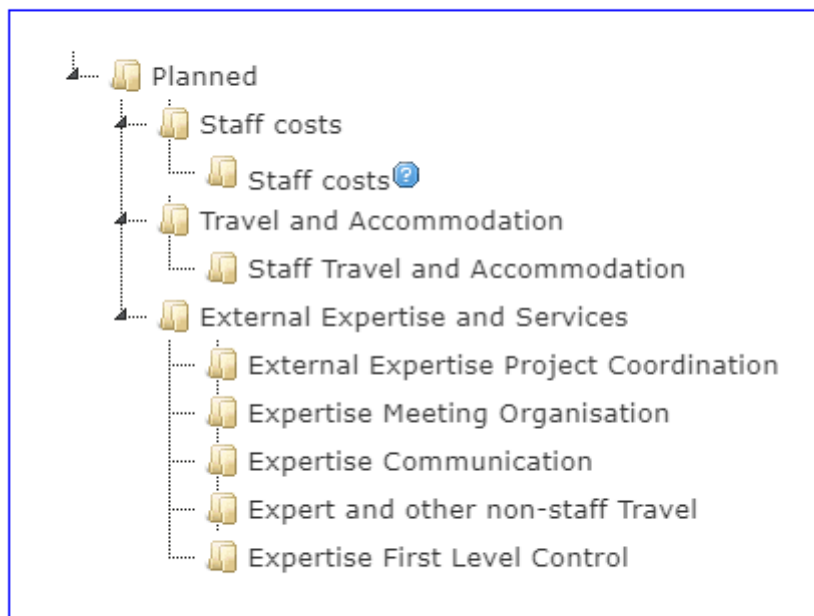 Planned
Staff costs
Staff costs?
Travel and Accommodation
Staff Travel and Accommodation
External Expertise and Services
External Expertise Project Coordination
Expertise Meeting Organisation
Expertise Communication
Expert and other non-staff Travel
Expertise First Level Control